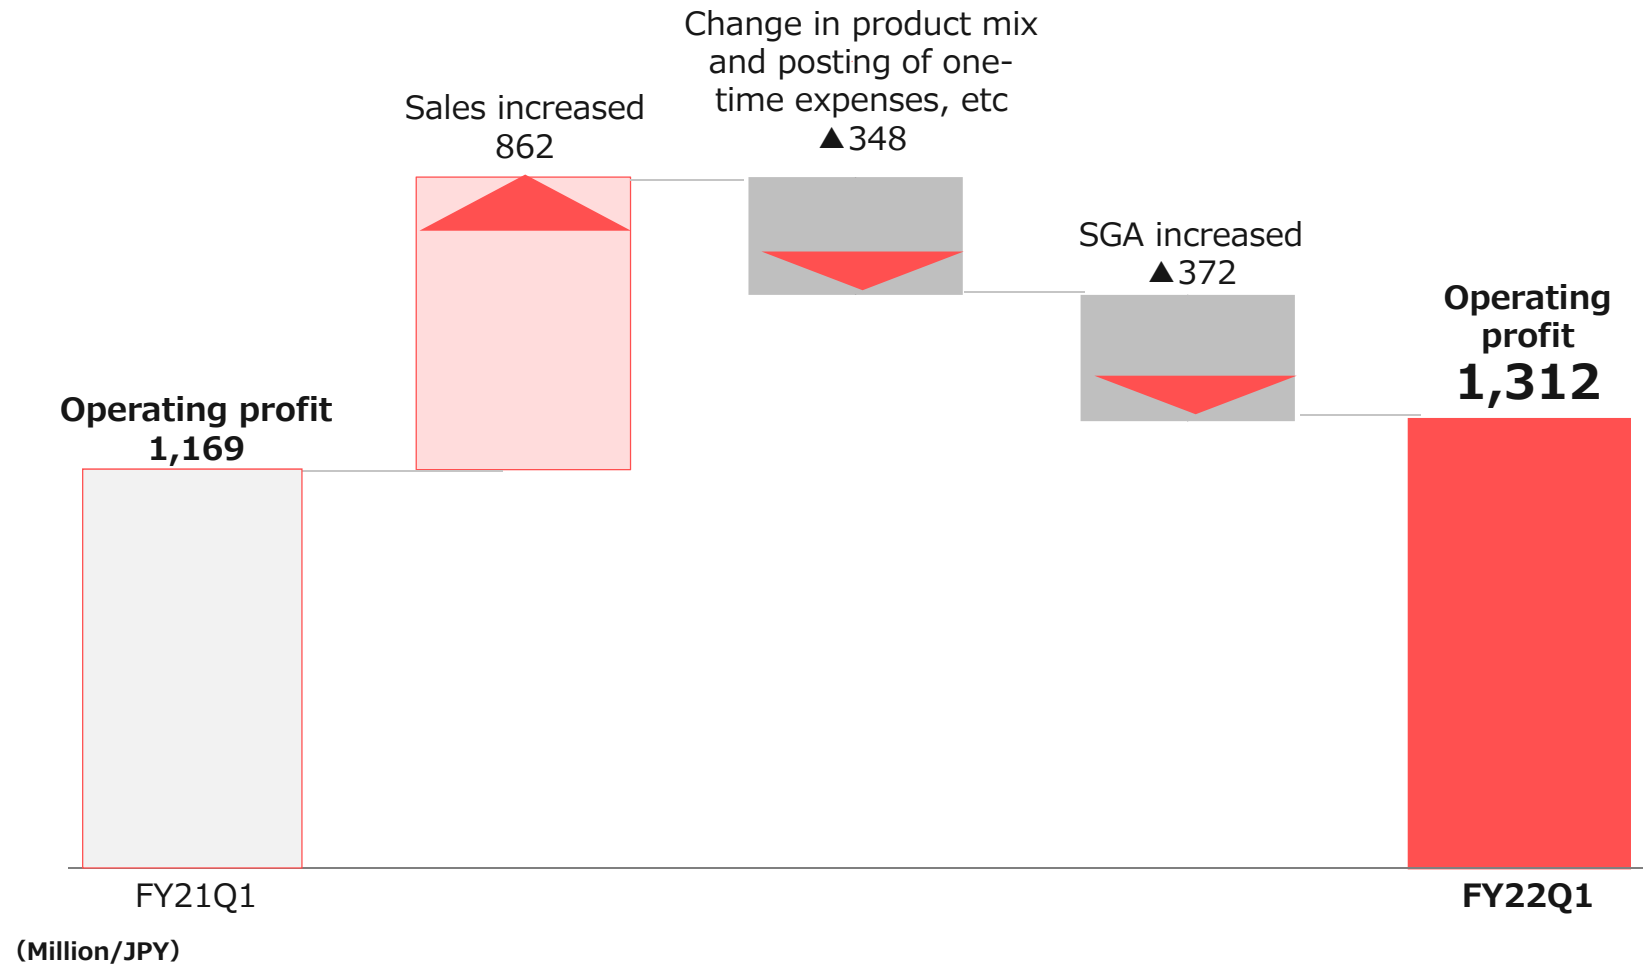 Change in product mix
and posting of one-
time expenses, etc
▲348
Sales increased
862
SGA increased
▲372
Operating
profit
1,312
Operating profit
1,169
FY21Q1
FY22Q1
（Million/JPY）